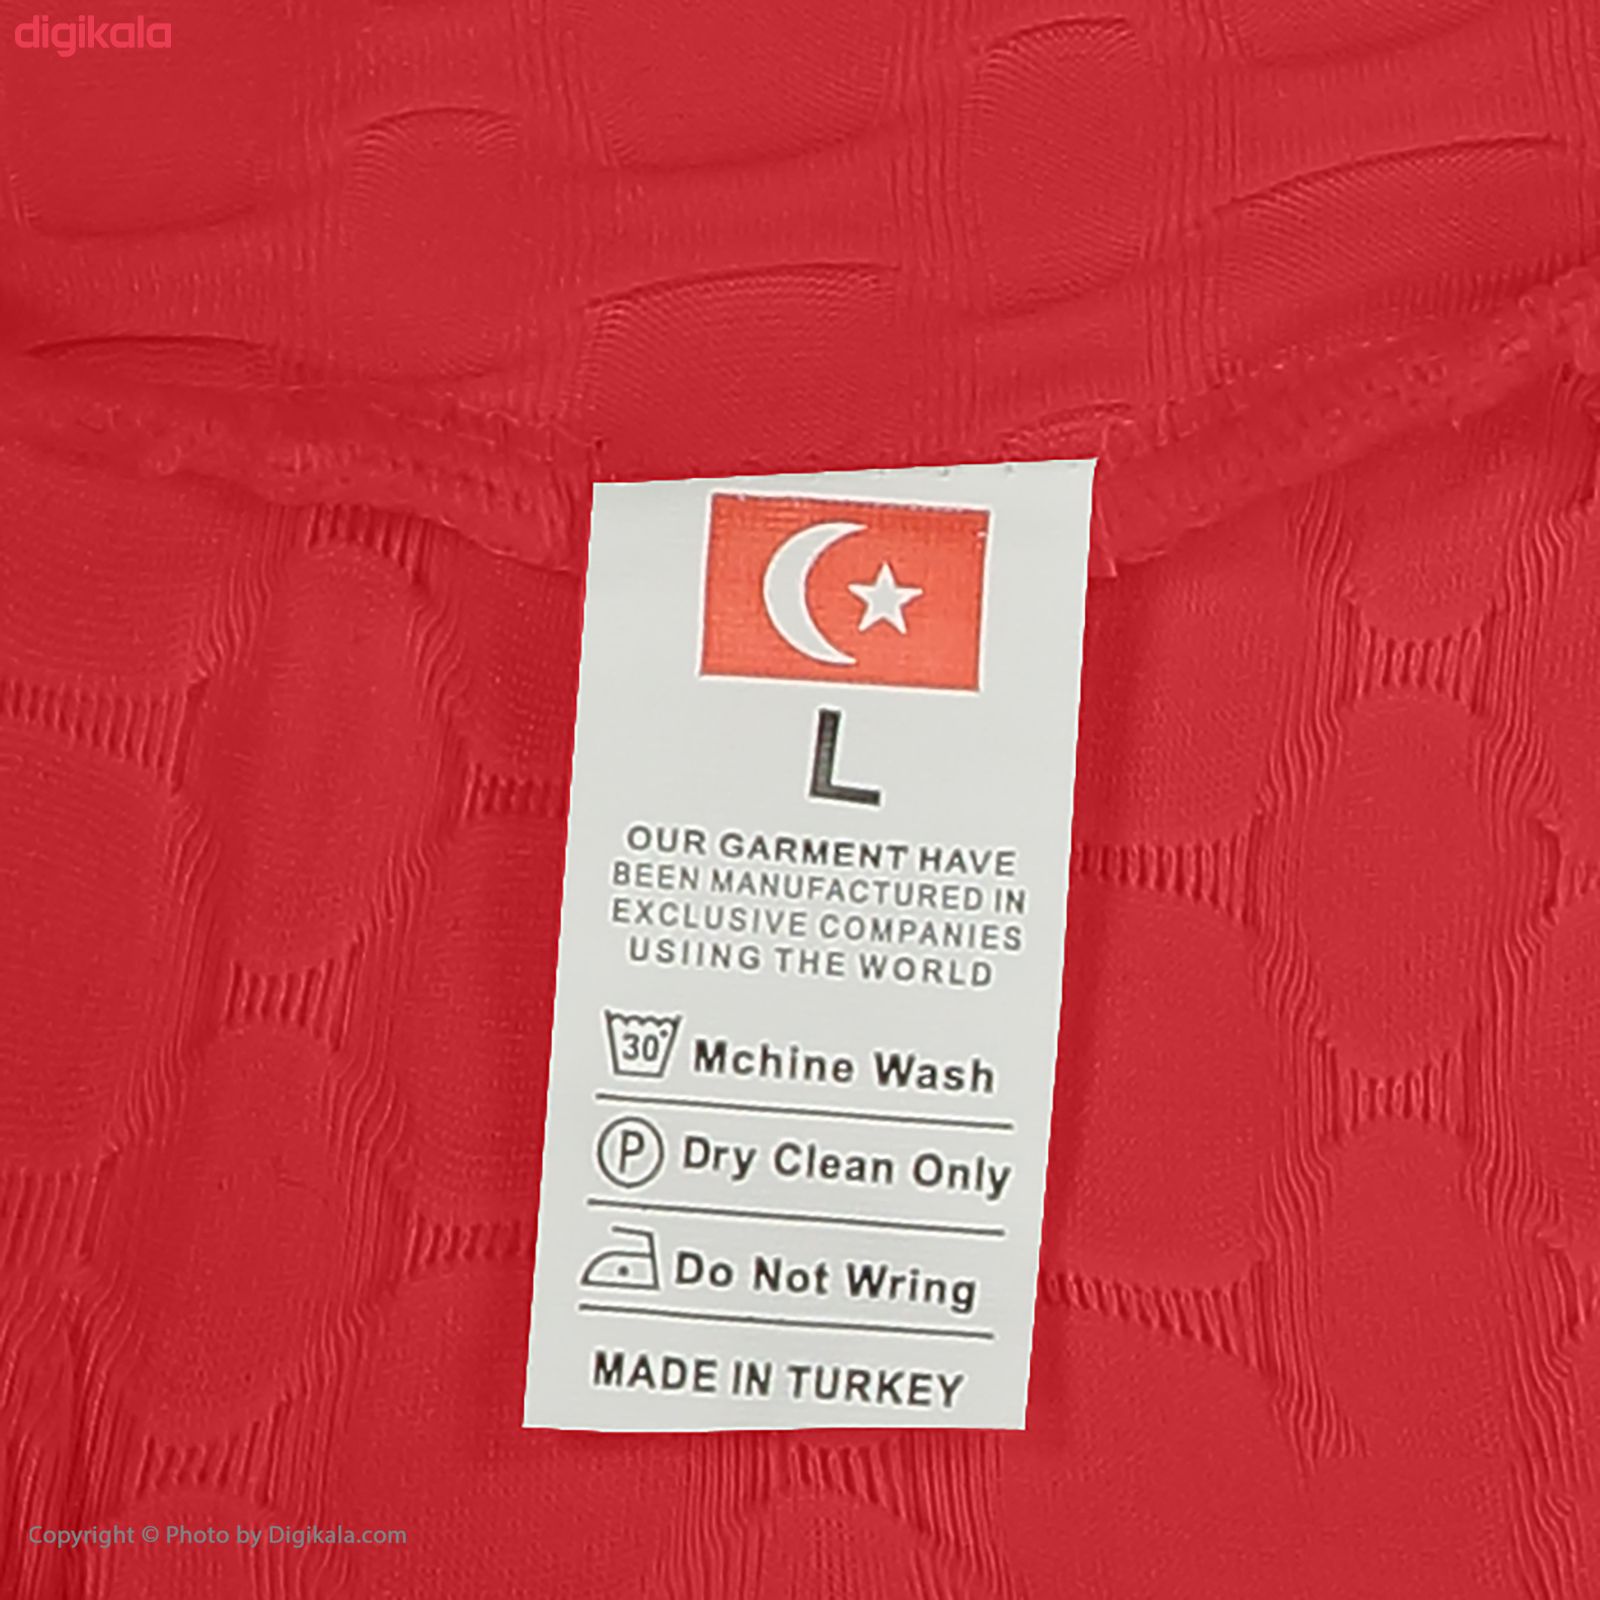 digikala
L
OUR GARMENT HAVE
BEEN MANUFACTURED IN
EXCLUSIVE COMPANIES
USIING THE WORLD
30° Mchine Wash
P Dry Clean Only
Do Not Wring
MADE IN TURKEY
Copyright © Photo by Digikala.com